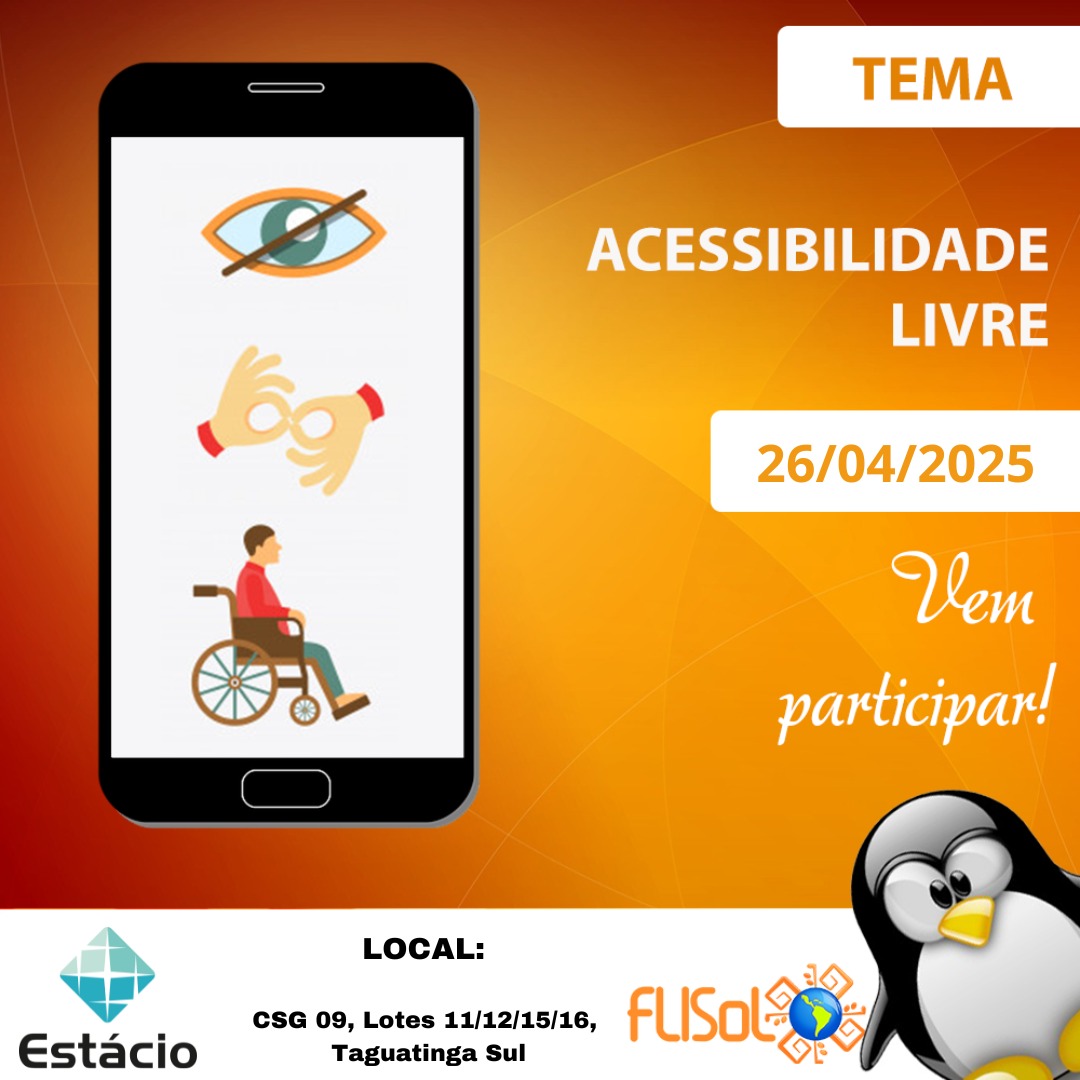 TEMA
ACESSIBILIDADE
LIVRE
26/04/2025
Vem
participar!
LOCAL:
CSG 09, Lotes 11/12/15/16,
Taguatinga Sul
Estácio
FLISoL